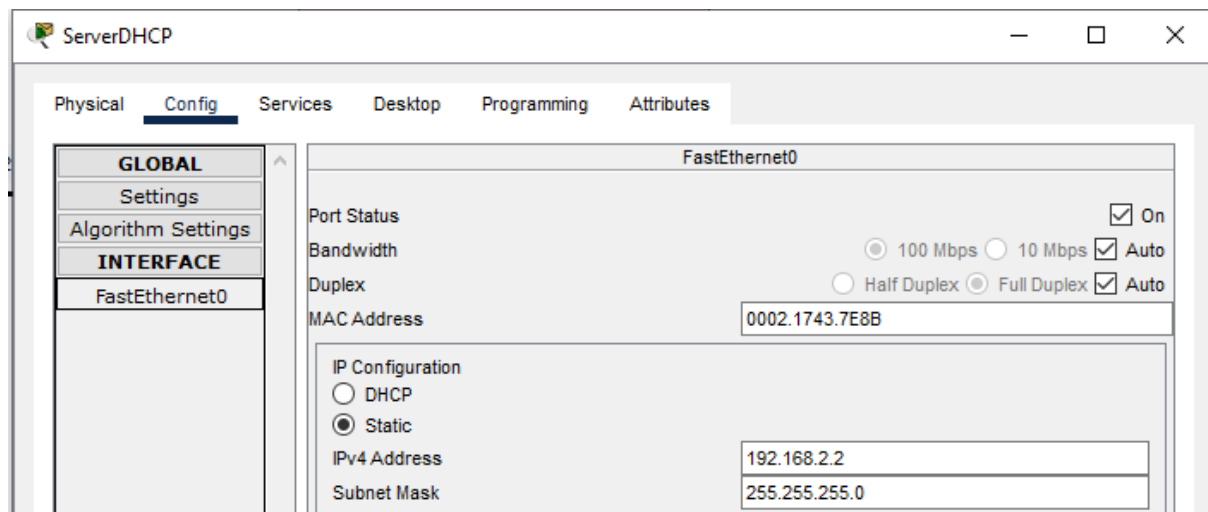 ServerDHCP
Physical Config Services Desktop Programming Attributes
GLOBAL
Settings
Algorithm Settings
INTERFACE
FastEthernet0
FastEthernet0
Port Status On
Bandwidth 100 Mbps 10 Mbps Auto
Duplex Half Duplex Full Duplex Auto
MAC Address 0002.1743.7E8B
IP Configuration
DHCP
Static
IPv4 Address 192.168.2.2
Subnet Mask 255.255.255.0